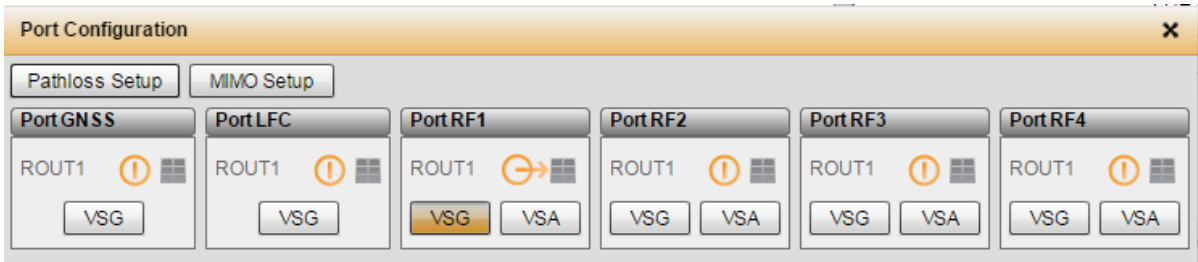 Port Configuration
Pathloss Setup MIMO Setup
Port GNSS Port LFC Port RF1 Port RF2 Port RF3 Port RF4
ROUT1 ROUT1 ROUT1 ROUT1 ROUT1 ROUT1
VSG VSG VSG VSA VSG VSA VSG VSA VSG VSA